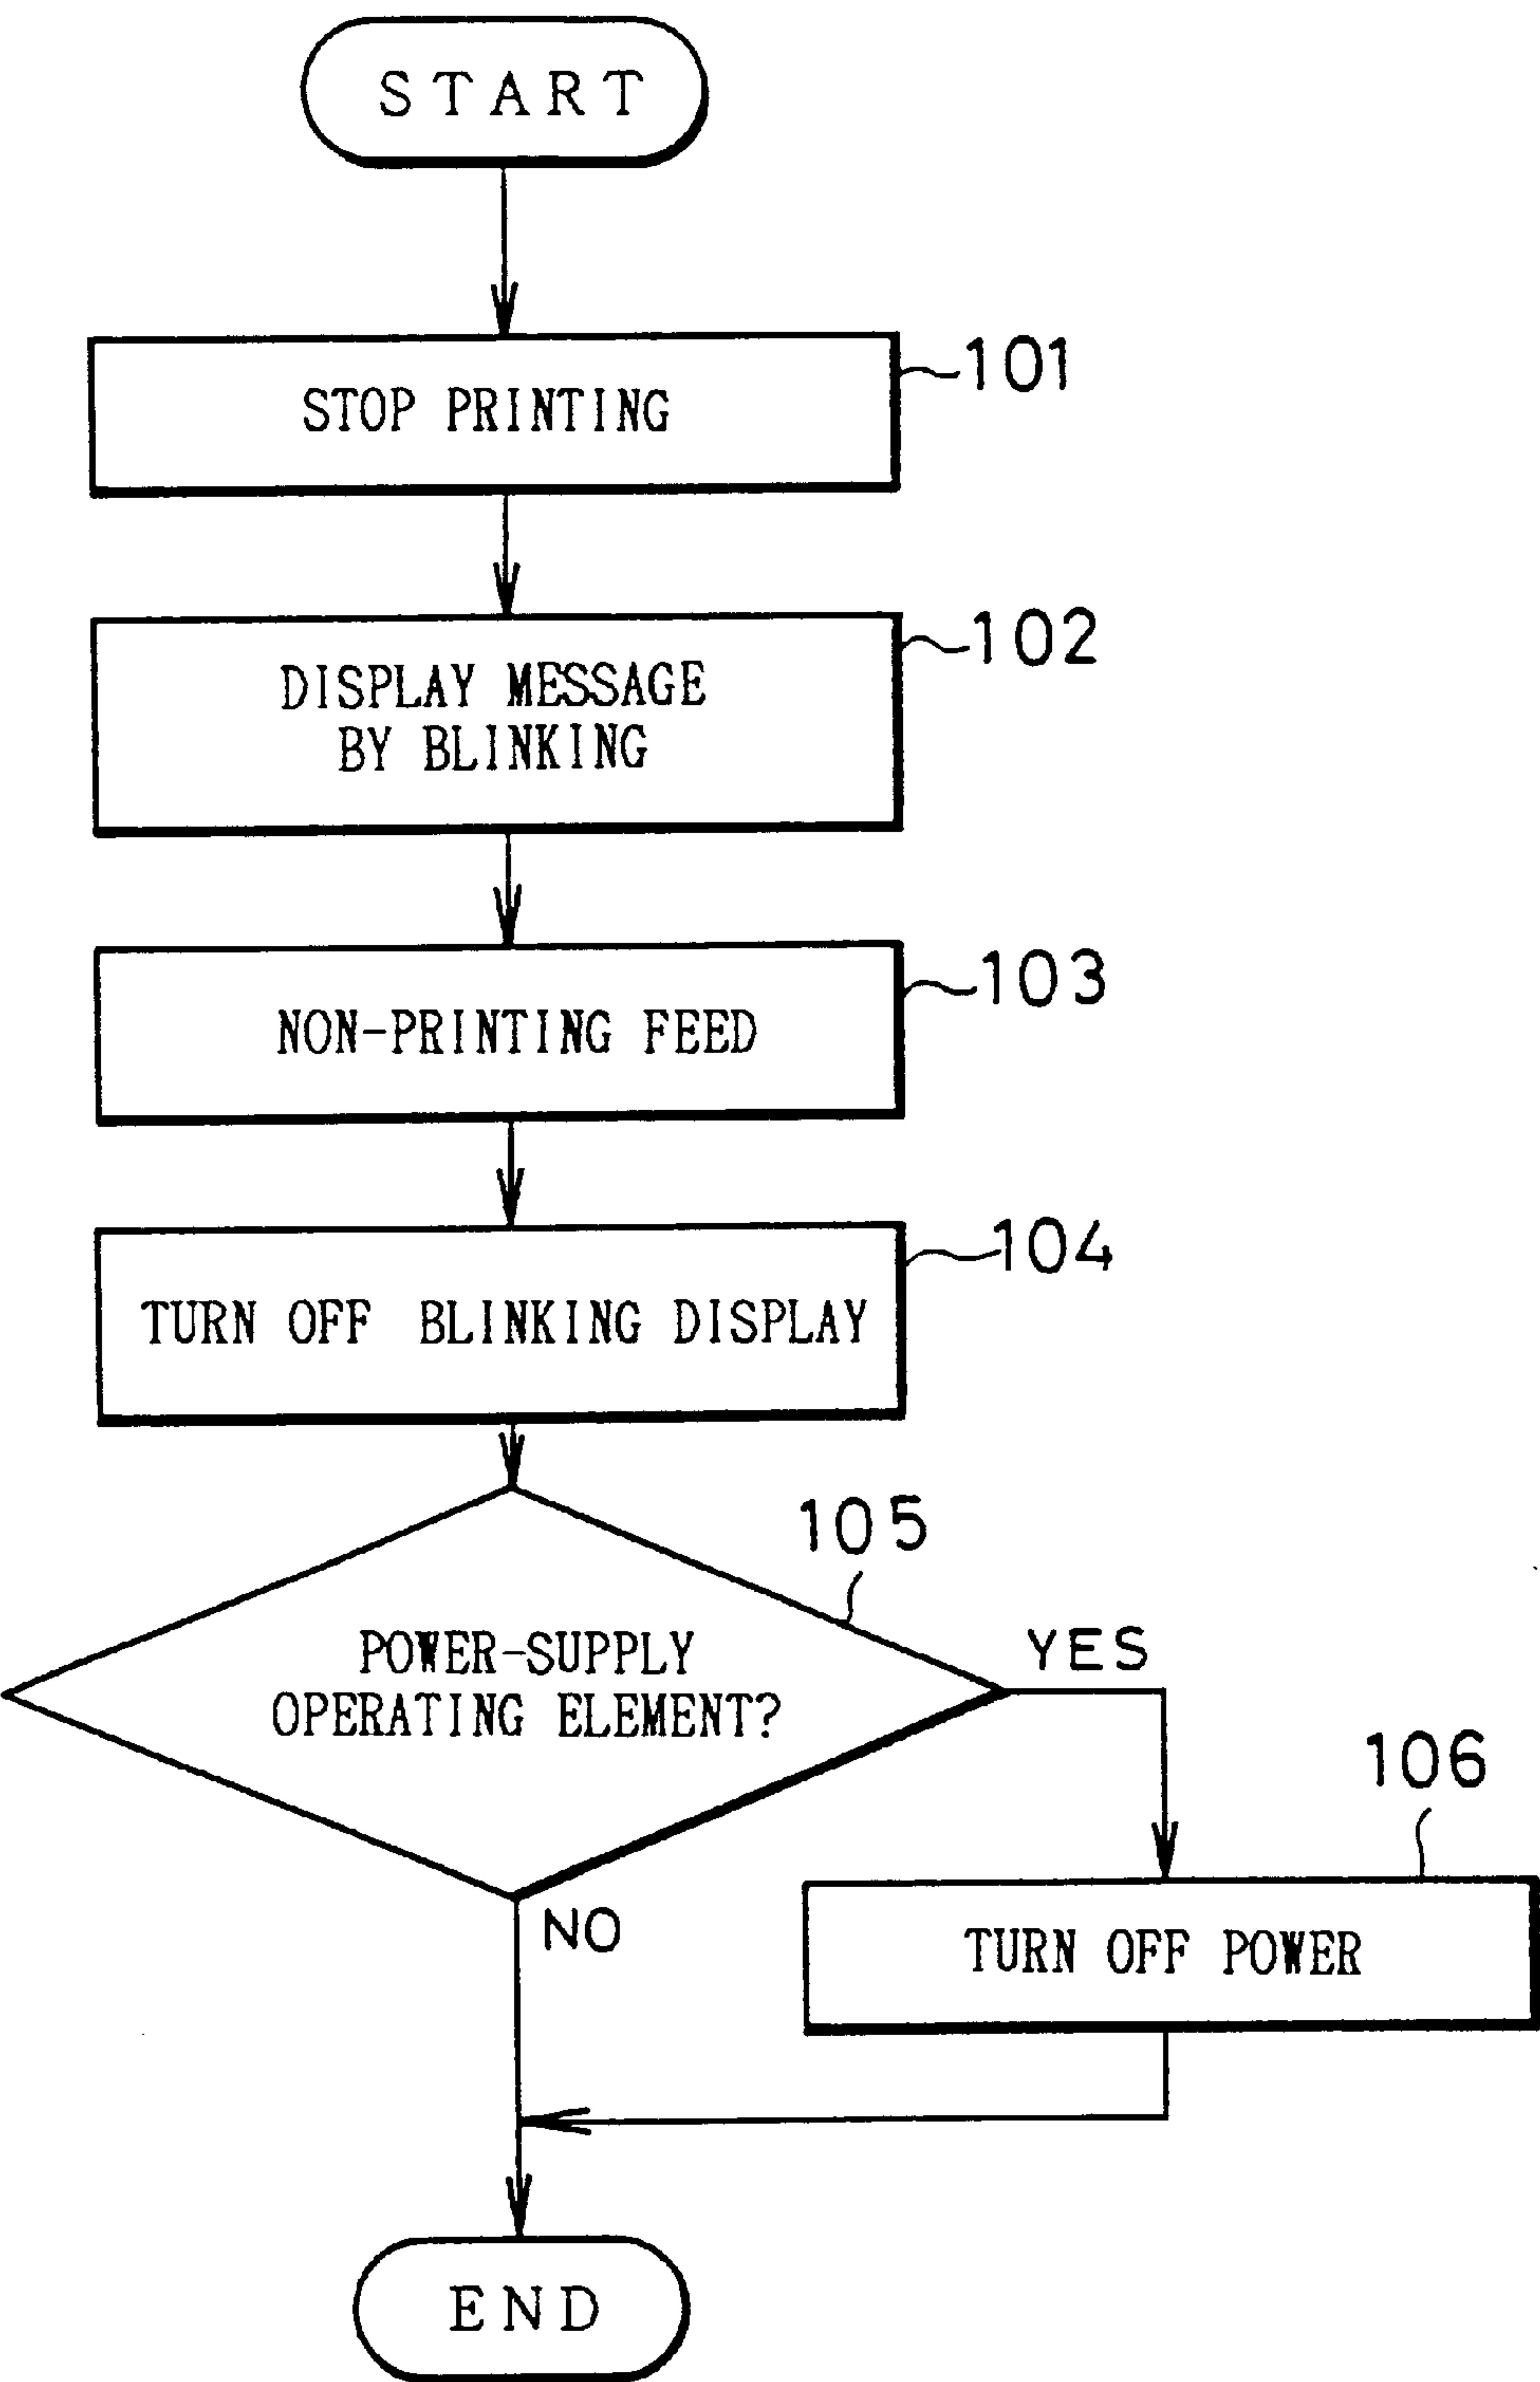 START
101
STOP PRINTING
102
DISPLAY MESSAGE
BY BLINKING
103
NON-PRINTING FEED
104
TURN OFF BLINKING DISPLAY
105
POWER-SUPPLY
OPERATING ELEMENT?
YES
106
NO
TURN OFF POWER
END